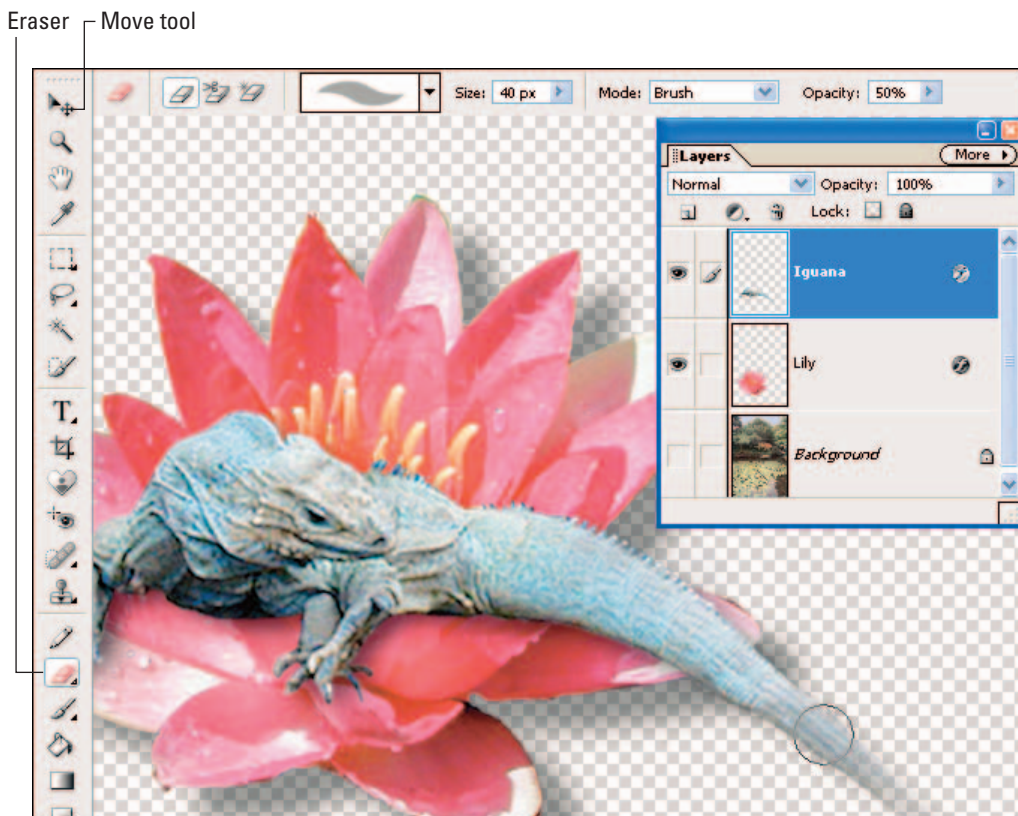 Eraser Move tool
Size: 40 px Mode: Brush Opacity: 50%
Layers More
Normal Opacity: 100%
Lock:
Iguana
Lily
Background
T